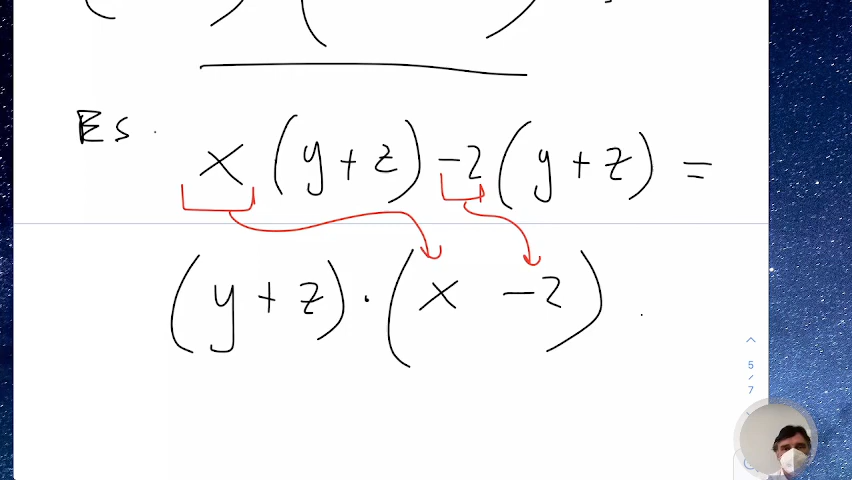 Es.
x(y+z)-2(y+z)=
(y+z)·(x -2)
5
/
7